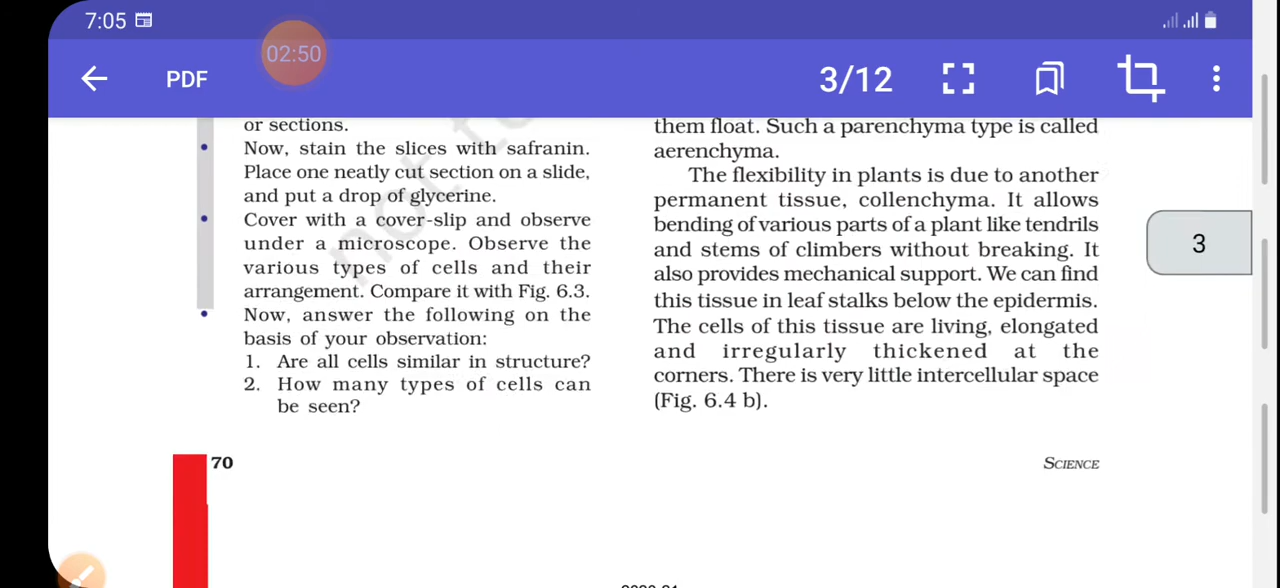 7:05
02:50
PDF
3/12
or sections.
Now, stain the slices with safranin.
Place one neatly cut section on a slide,
and put a drop of glycerine.
Cover with a cover-slip and observe
under a microscope. Observe the
various types of cells and their
arrangement. Compare it with Fig. 6.3.
Now, answer the following on the
basis of your observation:
1. Are all cells similar in structure?
2. How many types of cells can
be seen?
them float. Such a parenchyma type is called
aerenchyma.
The flexibility in plants is due to another
permanent tissue, collenchyma. It allows
bending of various parts of a plant like tendrils
and stems of climbers without breaking. It
also provides mechanical support. We can find
this tissue in leaf stalks below the epidermis.
The cells of this tissue are living, elongated
and irregularly thickened at the
corners. There is very little intercellular space
(Fig. 6.4 b).
3
70
SCIENCE
not